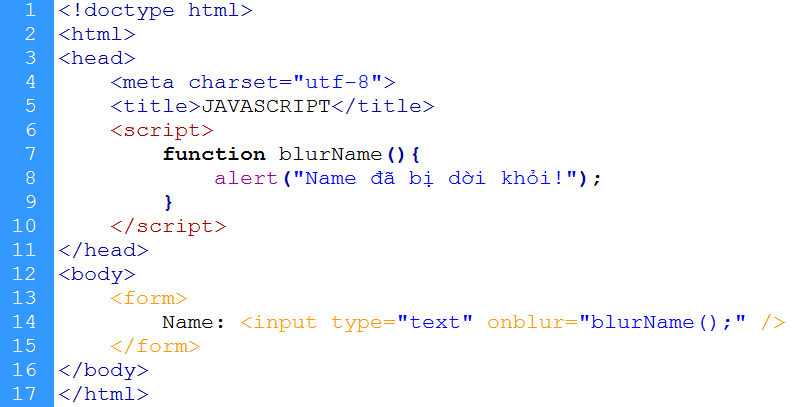 1 <!doctype html>
2 <html>
3 <head>
4     <meta charset="utf-8">
5     <title>JAVASCRIPT</title>
6     <script>
7         function blurName(){
8             alert("Name đã bị dời khỏi!");
9         }
10     </script>
11 </head>
12 <body>
13     <form>
14         Name: <input type="text" onblur="blurName();" />
15     </form>
16 </body>
17 </html>